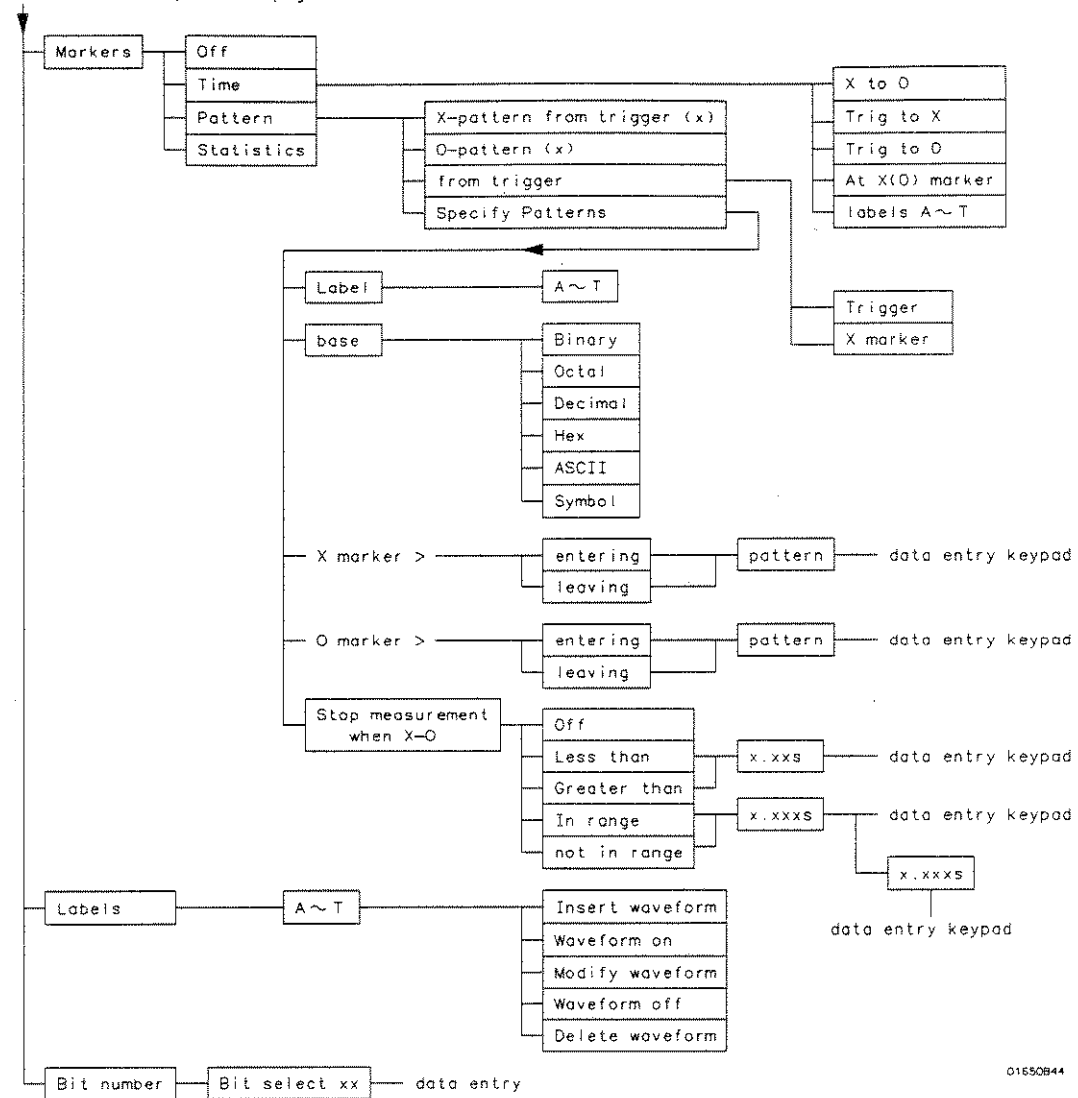 Markers
Off
Time
Pattern
Statistics
X-pattern from trigger (x)
O-pattern (x)
from trigger
Specify Patterns
X to O
Trig to X
Trig to O
At X(O) marker
labels A~T
Trigger
X marker
Label
A~T
base
Binary
Octal
Decimal
Hex
ASCII
Symbol
X marker >
entering
leaving
pattern
data entry keypad
O marker >
entering
leaving
pattern
data entry keypad
Stop measurement
when X-O
Off
Less than
Greater than
In range
not in range
x.xxs
data entry keypad
x.xxxs
data entry keypad
x.xxxs
data entry keypad
Labels
A~T
Insert waveform
Waveform on
Modify waveform
Waveform off
Delete waveform
Bit number
Bit select xx
data entry
01650B44